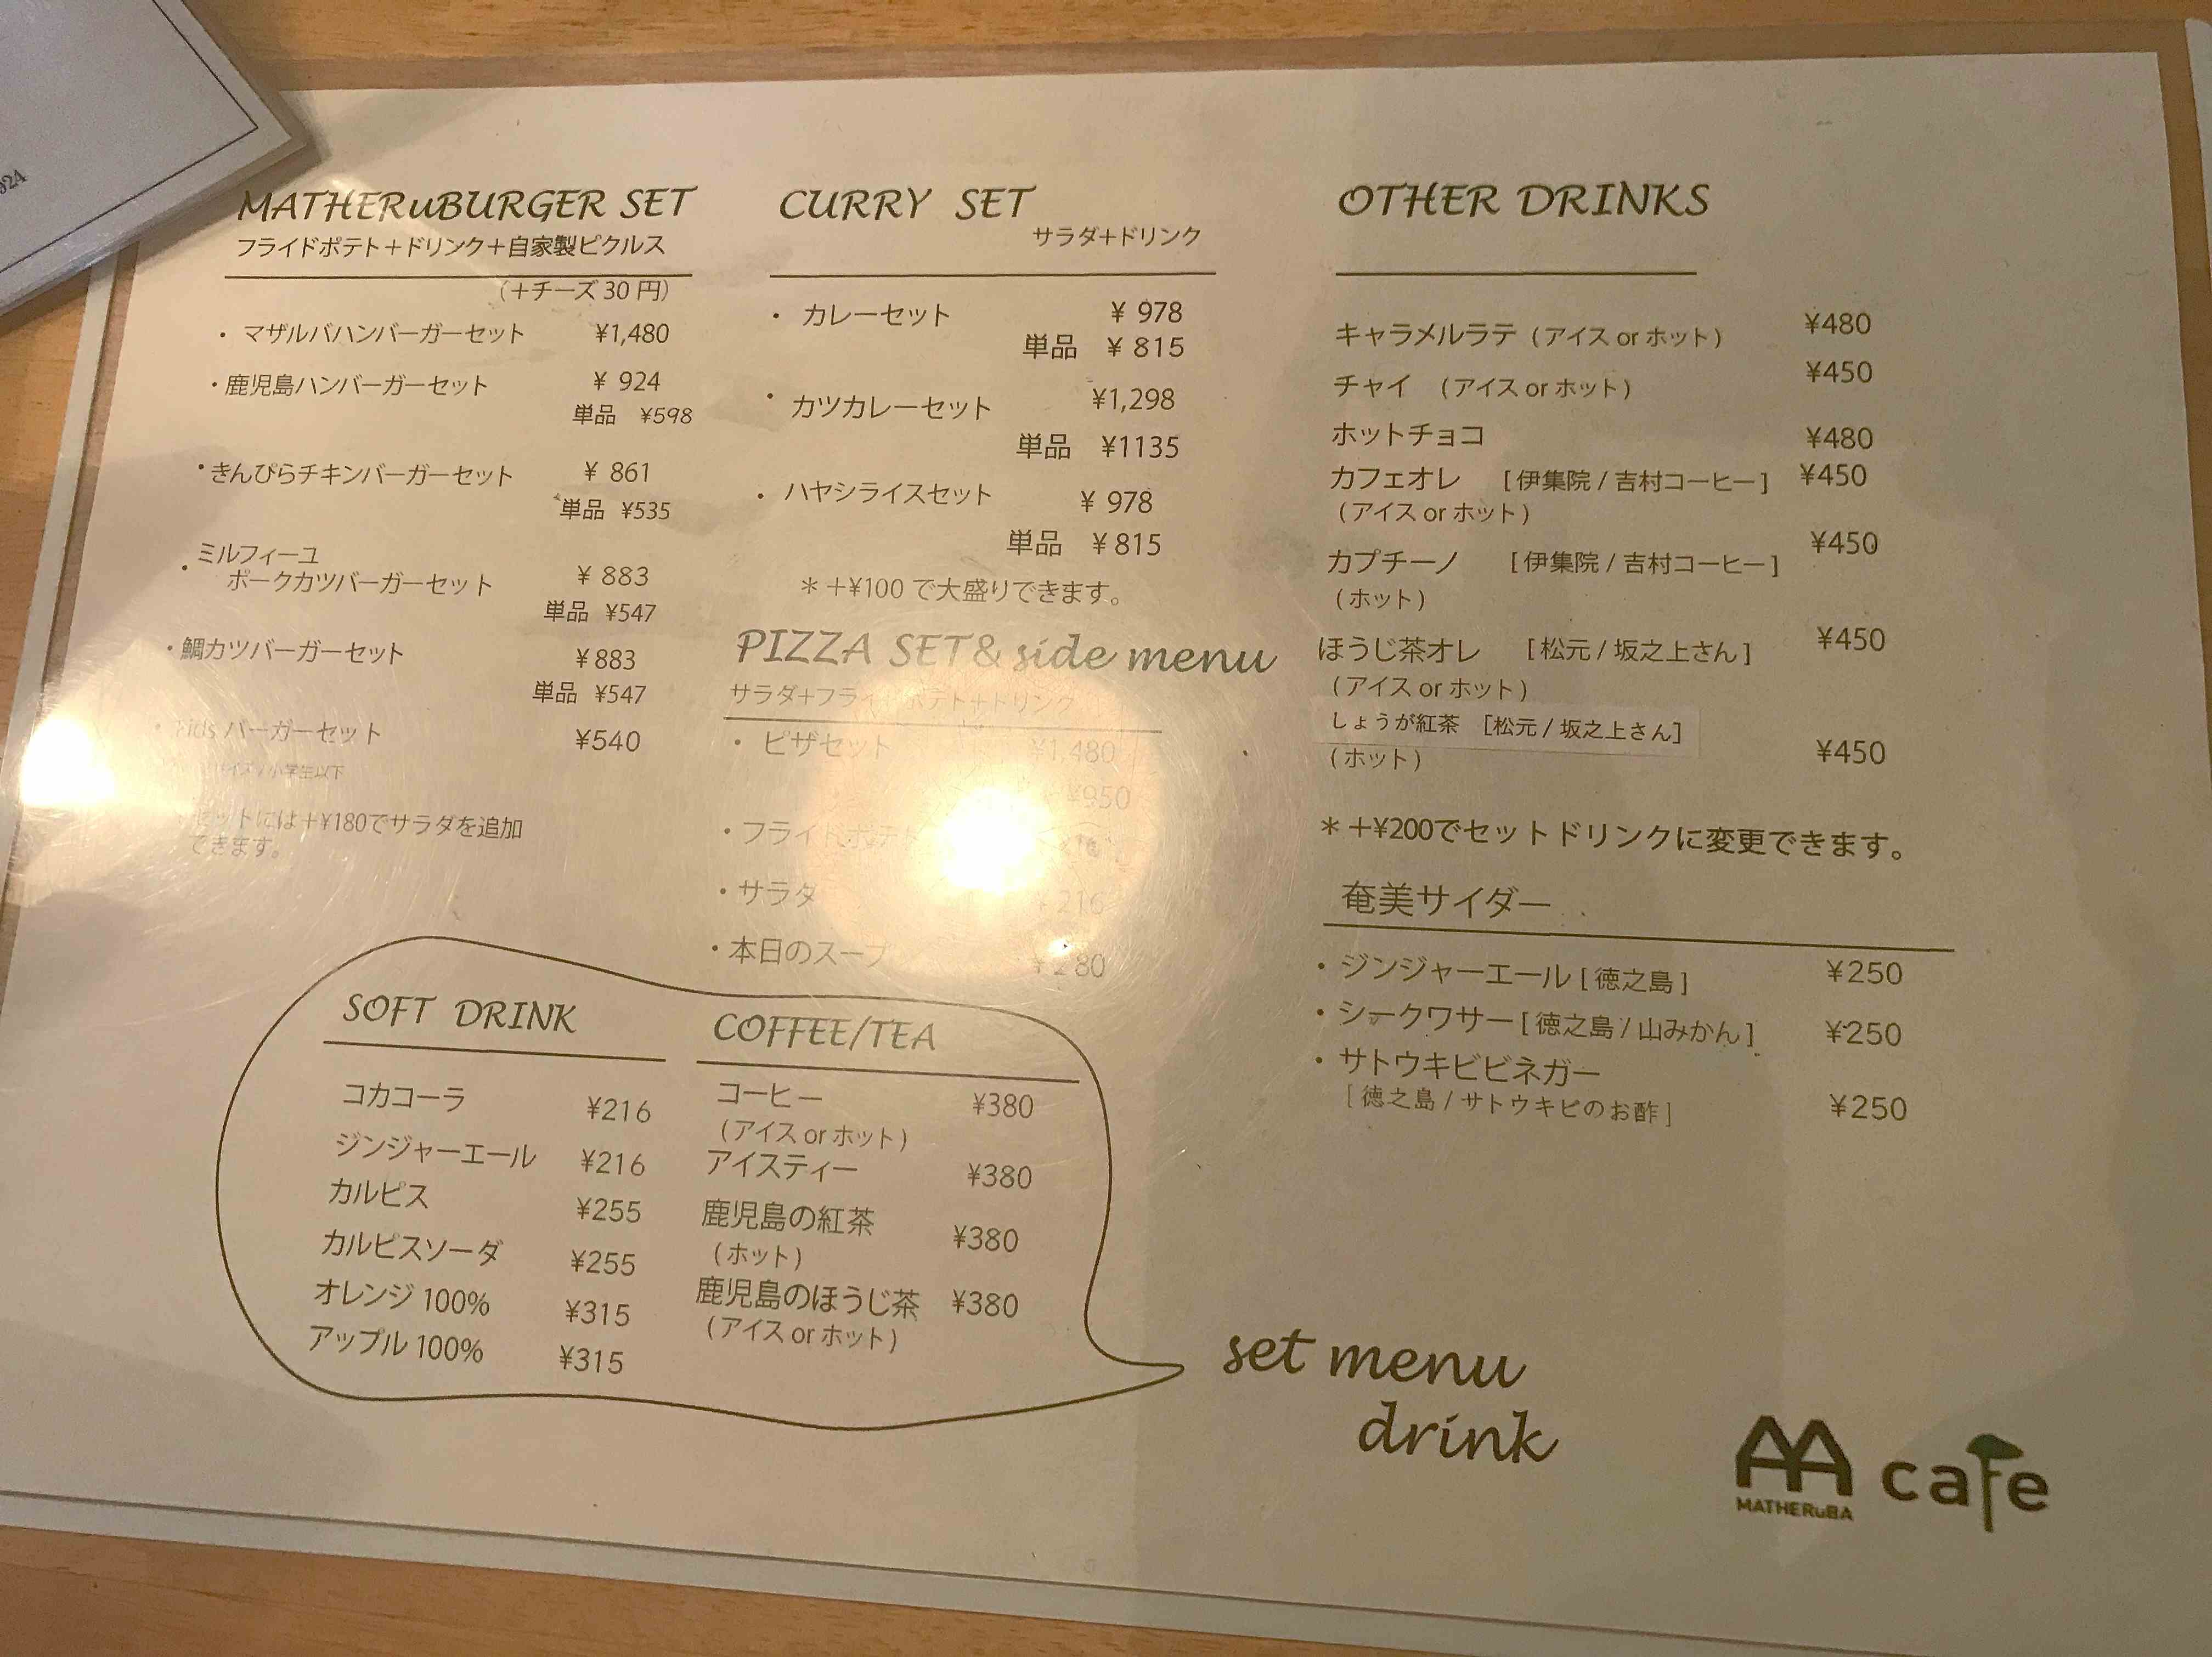 024
MATHERuBURGER SET
フライドポテト＋ドリンク＋自家製ピクルス
（＋チーズ 30 円）
・マザルバハンバーガーセット ¥1,480
・鹿児島ハンバーガーセット ¥ 924
単品 ¥598
・きんぴらチキンバーガーセット ¥ 861
単品 ¥535
・ミルフィーユ
ポークカツバーガーセット ¥ 883
単品 ¥547
・鯛カツバーガーセット ¥ 883
単品 ¥547
・Kids バーガーセット ¥540
小学生以下
セットには＋¥180でサラダを追加
できます。
CURRY SET
サラダ＋ドリンク
・カレーセット ¥ 978
単品 ¥ 815
・カツカレーセット ¥1,298
単品 ¥1135
・ハヤシライスセット ¥ 978
単品 ¥ 815
＊＋¥100 で大盛りできます。
PIZZA SET& side menu
サラダ＋フライドポテト＋ドリンク
・ピザセット ¥1,480
¥950
・フライドポテト
・サラダ ¥216
・本日のスープ ¥280
SOFT DRINK
コカコーラ ¥216
ジンジャーエール ¥216
カルピス ¥255
カルピスソーダ ¥255
オレンジ 100% ¥315
アップル 100% ¥315
COFFEE/TEA
コーヒー ¥380
(アイス or ホット)
アイスティー ¥380
鹿児島の紅茶 ¥380
(ホット)
鹿児島のほうじ茶 ¥380
(アイス or ホット)
set menu
drink
OTHER DRINKS
キャラメルラテ (アイス or ホット) ¥480
チャイ (アイス or ホット) ¥450
ホットチョコ ¥480
カフェオレ [伊集院 / 吉村コーヒー] ¥450
(アイス or ホット)
カプチーノ [伊集院 / 吉村コーヒー] ¥450
(ホット)
ほうじ茶オレ [松元 / 坂之上さん] ¥450
(アイス or ホット)
しょうが紅茶 [松元 / 坂之上さん]
(ホット) ¥450
＊＋¥200でセットドリンクに変更できます。
奄美サイダー
・ジンジャーエール [徳之島] ¥250
・シークワサー [徳之島 / 山みかん] ¥250
・サトウキビビネガー
[徳之島 / サトウキビのお酢] ¥250
MATHERuBA
cafe